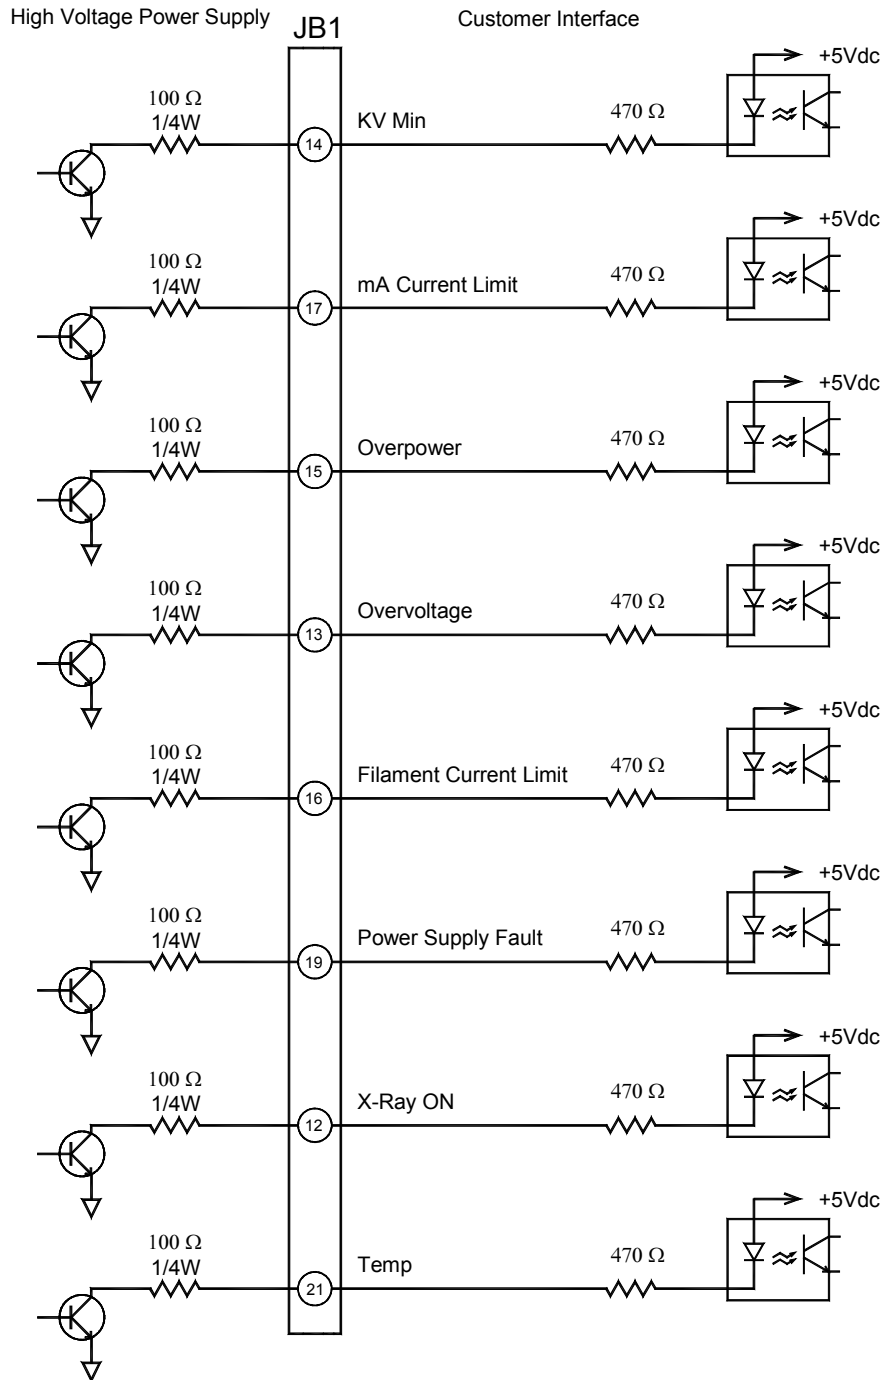 High Voltage Power Supply
JB1
Customer Interface
+5Vdc
100 Ω
1/4W
14
KV Min
470 Ω
+5Vdc
100 Ω
1/4W
17
mA Current Limit
470 Ω
+5Vdc
100 Ω
1/4W
15
Overpower
470 Ω
+5Vdc
100 Ω
1/4W
13
Overvoltage
470 Ω
+5Vdc
100 Ω
1/4W
16
Filament Current Limit
470 Ω
+5Vdc
100 Ω
1/4W
19
Power Supply Fault
470 Ω
+5Vdc
100 Ω
1/4W
12
X-Ray ON
470 Ω
+5Vdc
100 Ω
1/4W
21
Temp
470 Ω